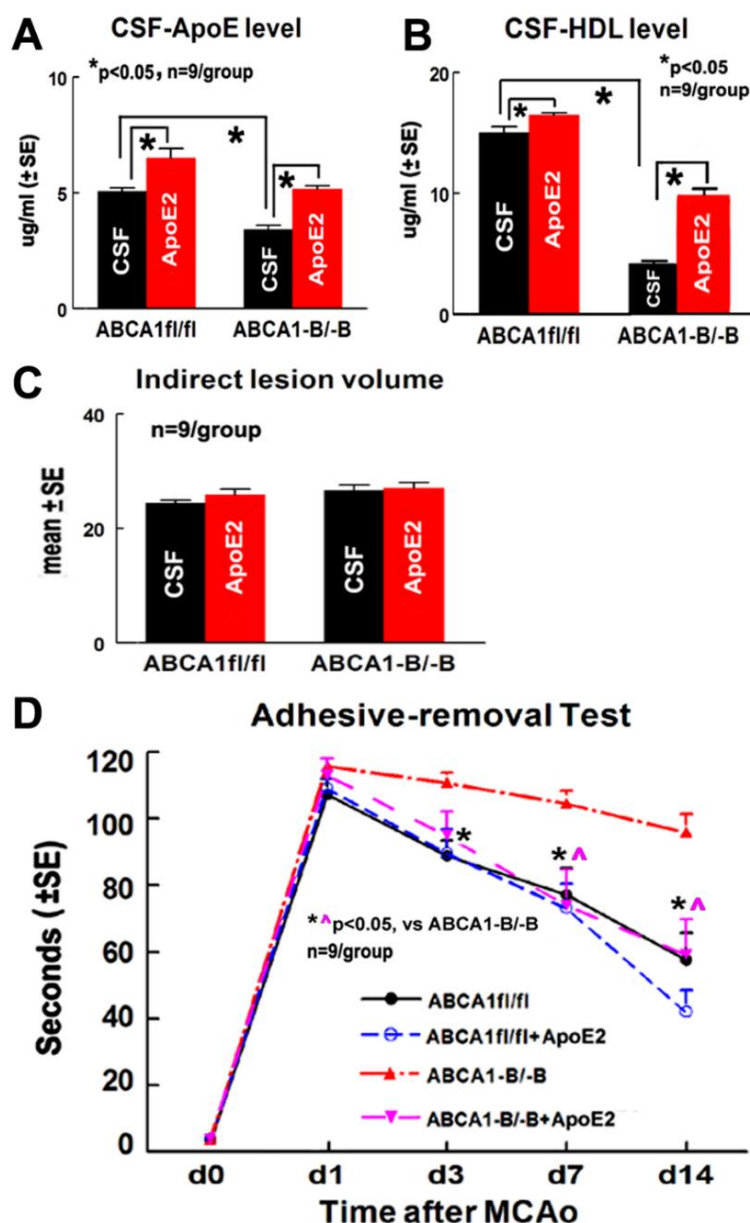 A
CSF-ApoE level
*p<0.05, n=9/group
10
5
0
ug/ml (±SE)
*
*
*
CSF
ApoE2
CSF
ApoE2
ABCA1fl/fl
ABCA1-B/-B
B
CSF-HDL level
*p<0.05
n=9/group
20
10
0
ug/ml (±SE)
*
*
*
CSF
ApoE2
CSF
ApoE2
ABCA1fl/fl
ABCA1-B/-B
C
Indirect lesion volume
n=9/group
40
20
0
mean ±SE
CSF
ApoE2
CSF
ApoE2
ABCA1fl/fl
ABCA1-B/-B
D
Adhesive-removal Test
120
100
80
60
40
20
0
Seconds (±SE)
*
*^
*^
*^p<0.05, vs ABCA1-B/-B
n=9/group
ABCA1fl/fl
ABCA1fl/fl+ApoE2
ABCA1-B/-B
ABCA1-B/-B+ApoE2
d0
d1
d3
d7
d14
Time after MCAo